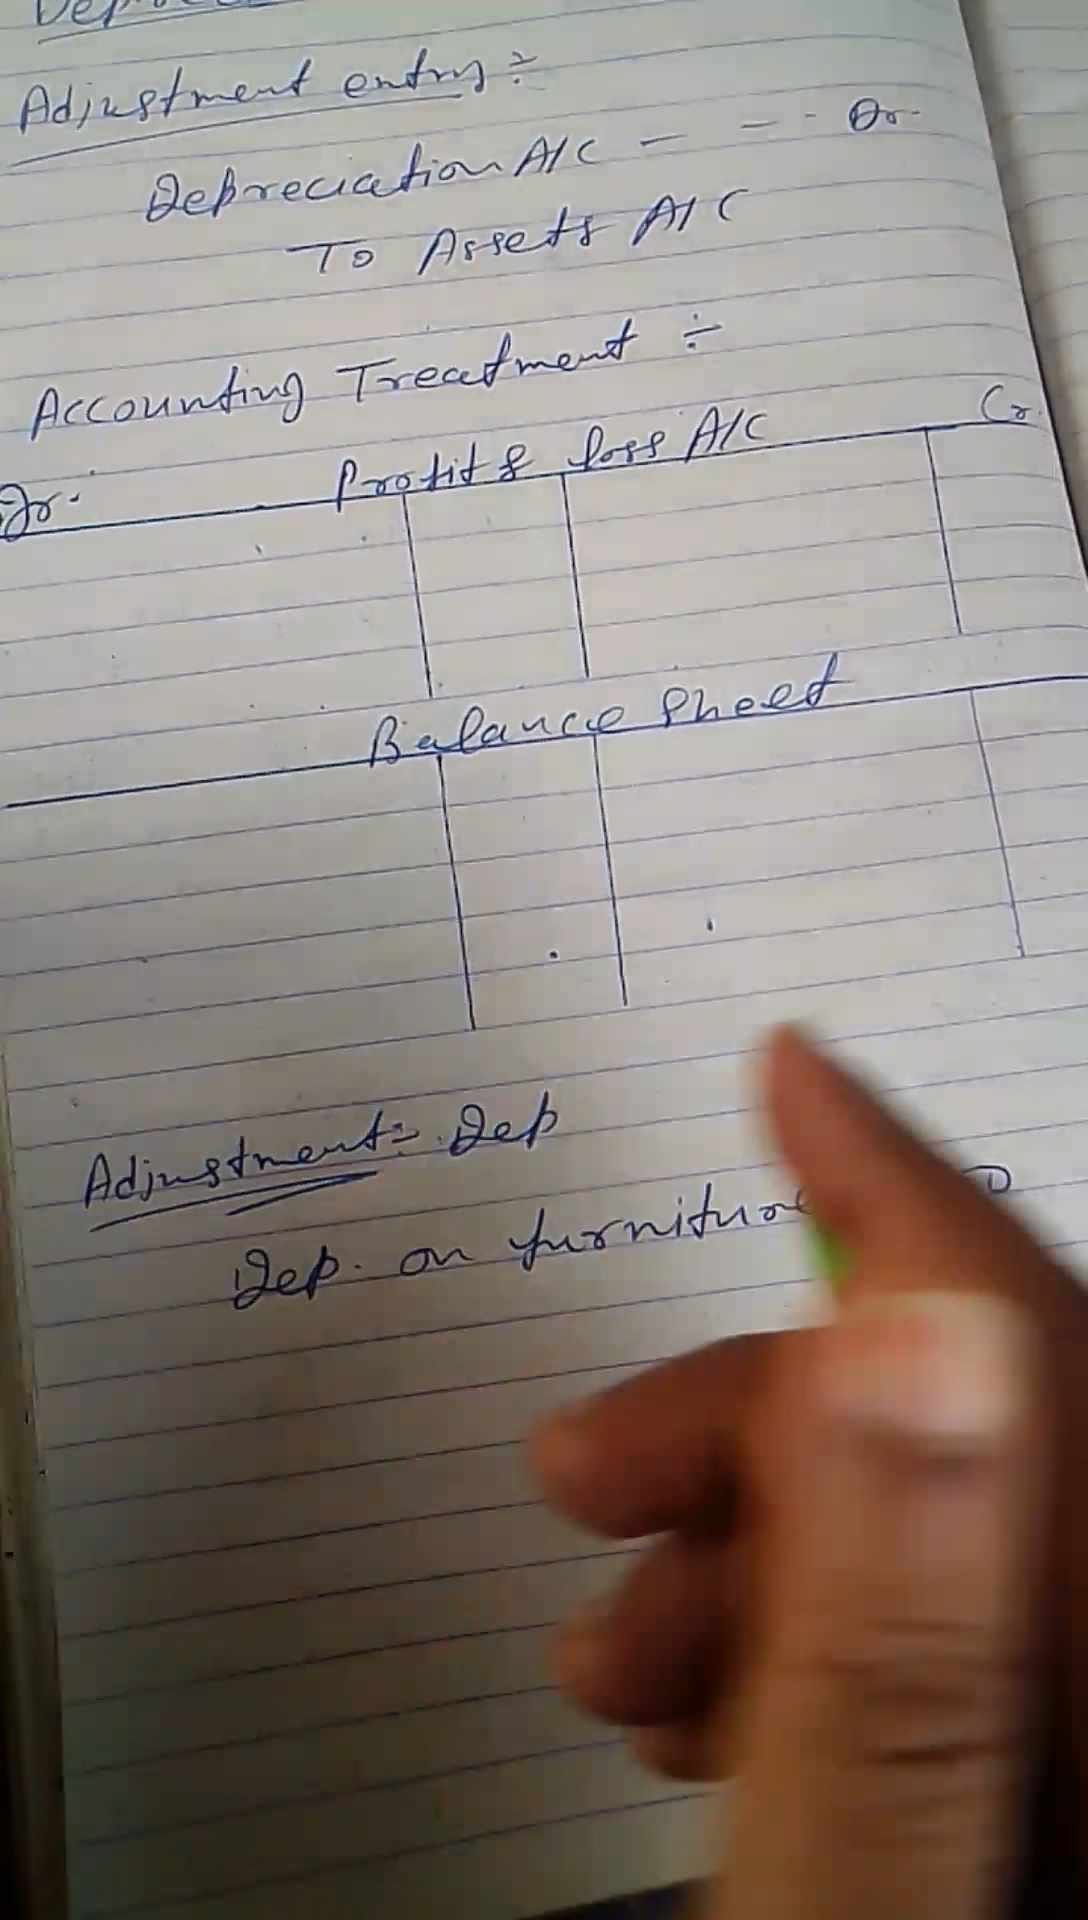 Adjustment entry ÷
Depreciation A/C - - - Dr.
To Assets A/C
Accounting Treatment ÷
Dr. Profit & loss A/C Cr.
Balance Sheet
Adjustment:- Dep
Dep. on furniture